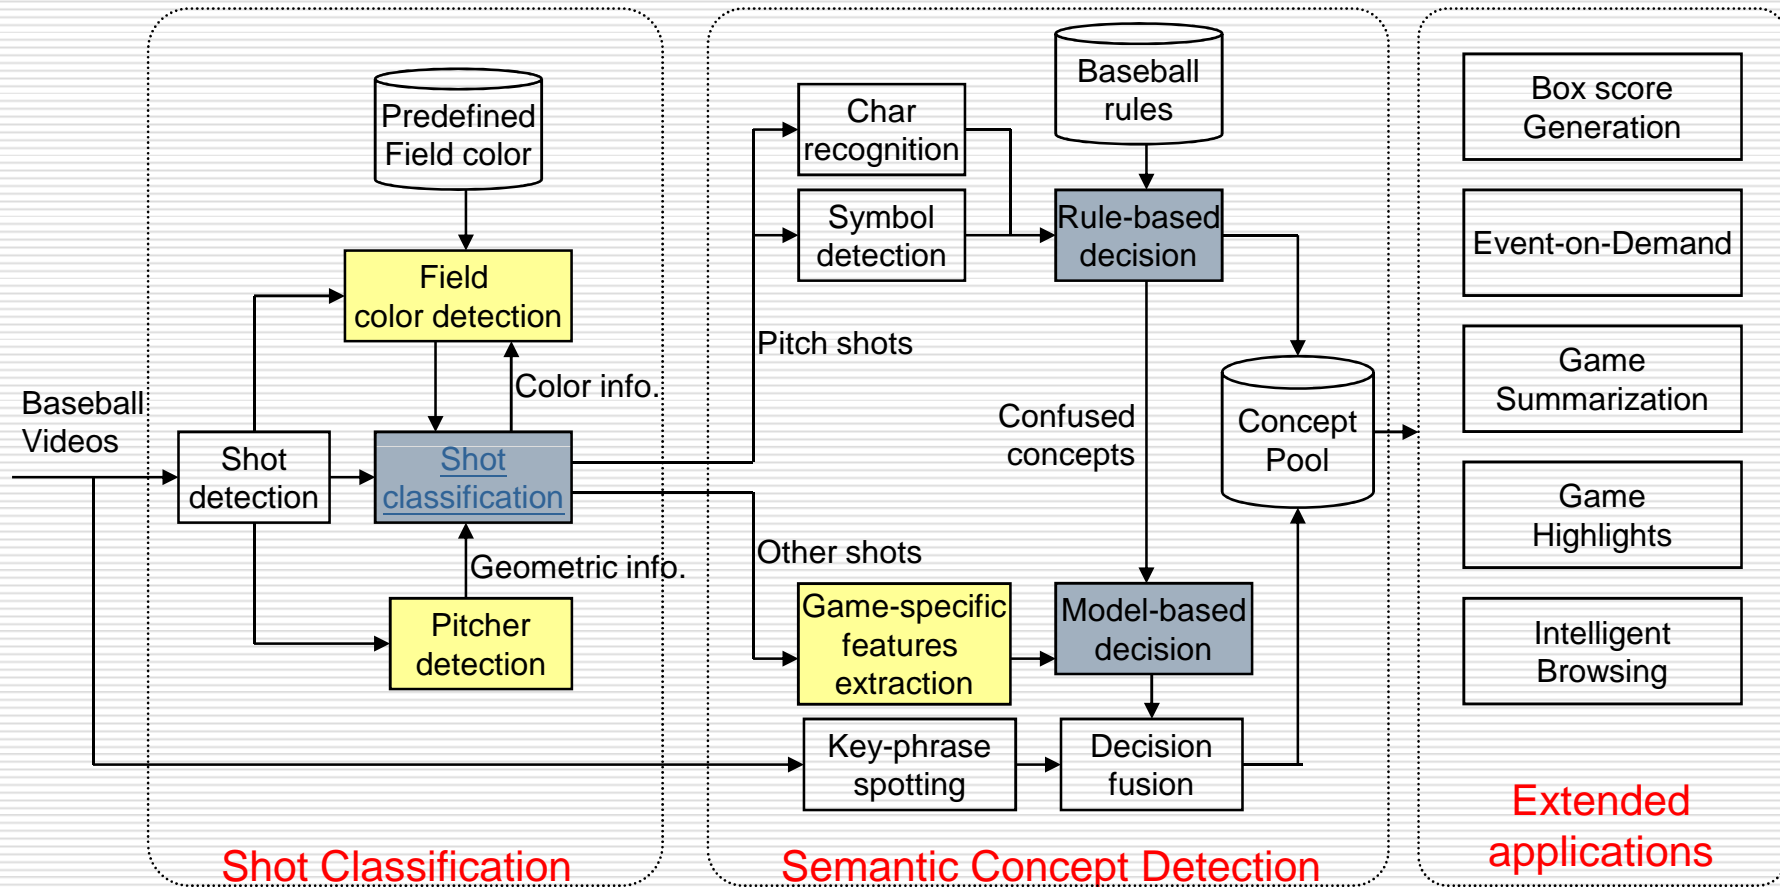 Predefined
Field color
Field
color detection
Color info.
Baseball
Videos
Shot
detection
Shot
classification
Geometric info.
Pitcher
detection
Shot Classification
Char
recognition
Symbol
detection
Baseball
rules
Rule-based
decision
Pitch shots
Confused
concepts
Concept
Pool
Other shots
Game-specific
features
extraction
Model-based
decision
Key-phrase
spotting
Decision
fusion
Semantic Concept Detection
Box score
Generation
Event-on-Demand
Game
Summarization
Game
Highlights
Intelligent
Browsing
Extended
applications